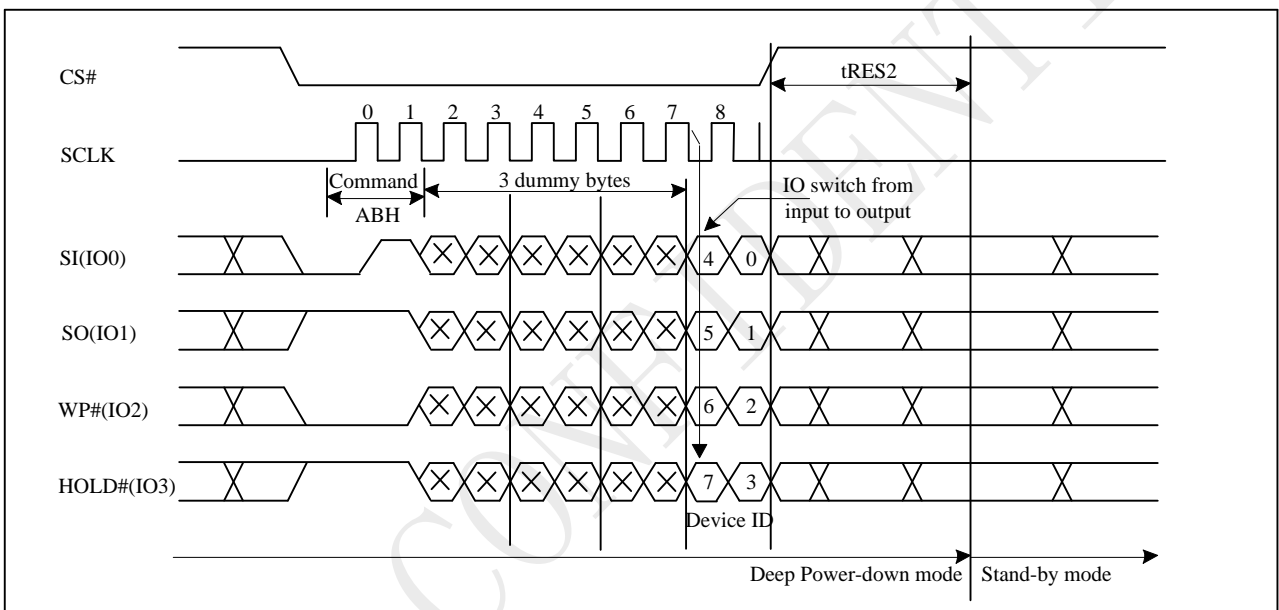 CS#
tRES2
0 1 2 3 4 5 6 7 8
SCLK
Command
ABH
3 dummy bytes
IO switch from
input to output
SI(IO0)
4 0
SO(IO1)
5 1
WP#(IO2)
6 2
HOLD#(IO3)
7 3
Device ID
Deep Power-down mode
Stand-by mode